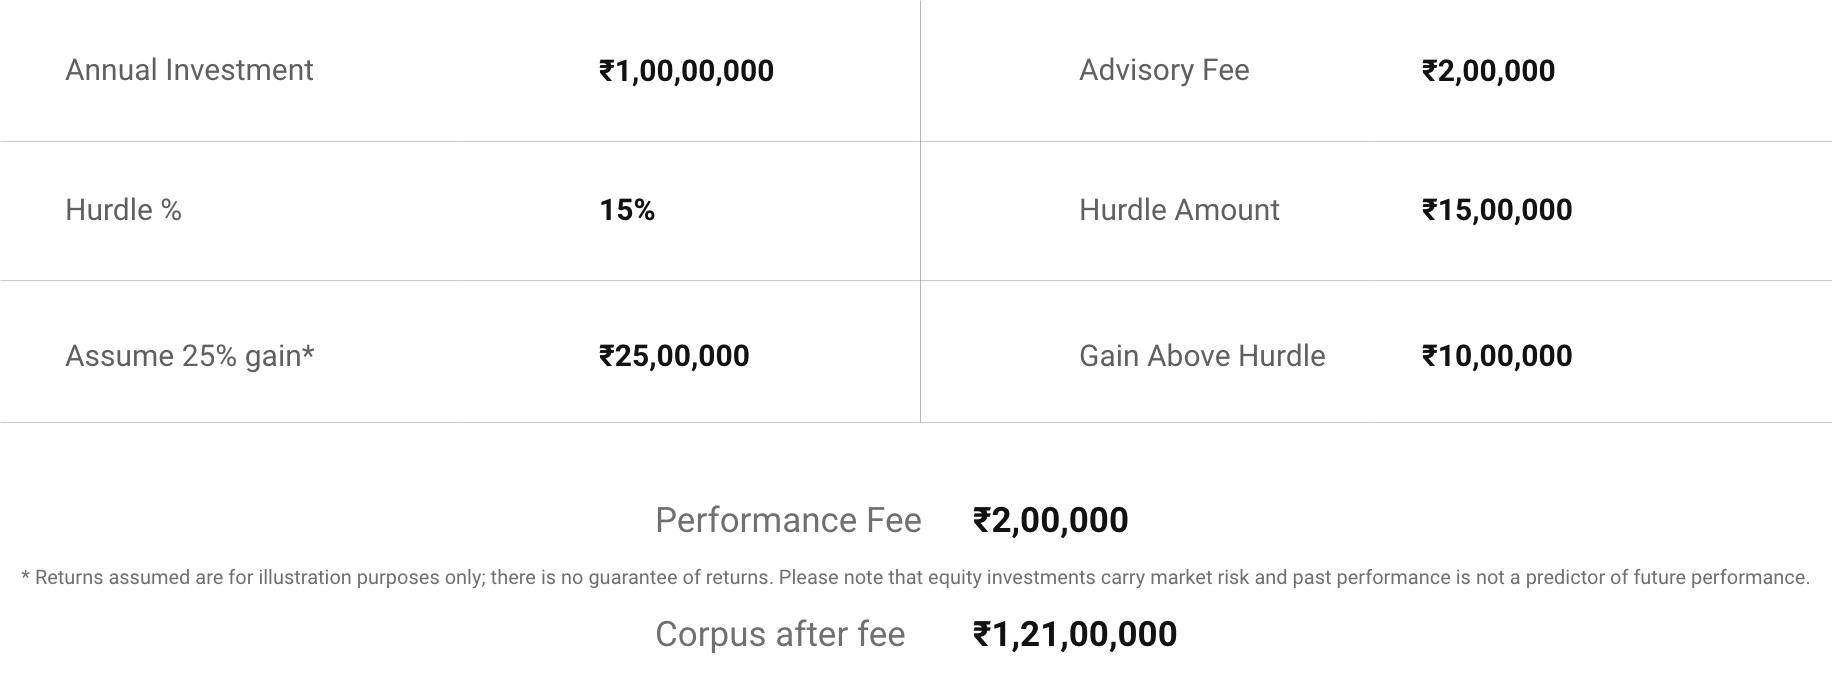 Annual Investment ₹1,00,00,000 Advisory Fee ₹2,00,000
Hurdle % 15% Hurdle Amount ₹15,00,000
Assume 25% gain* ₹25,00,000 Gain Above Hurdle ₹10,00,000
Performance Fee ₹2,00,000
* Returns assumed are for illustration purposes only; there is no guarantee of returns. Please note that equity investments carry market risk and past performance is not a predictor of future performance.
Corpus after fee ₹1,21,00,000